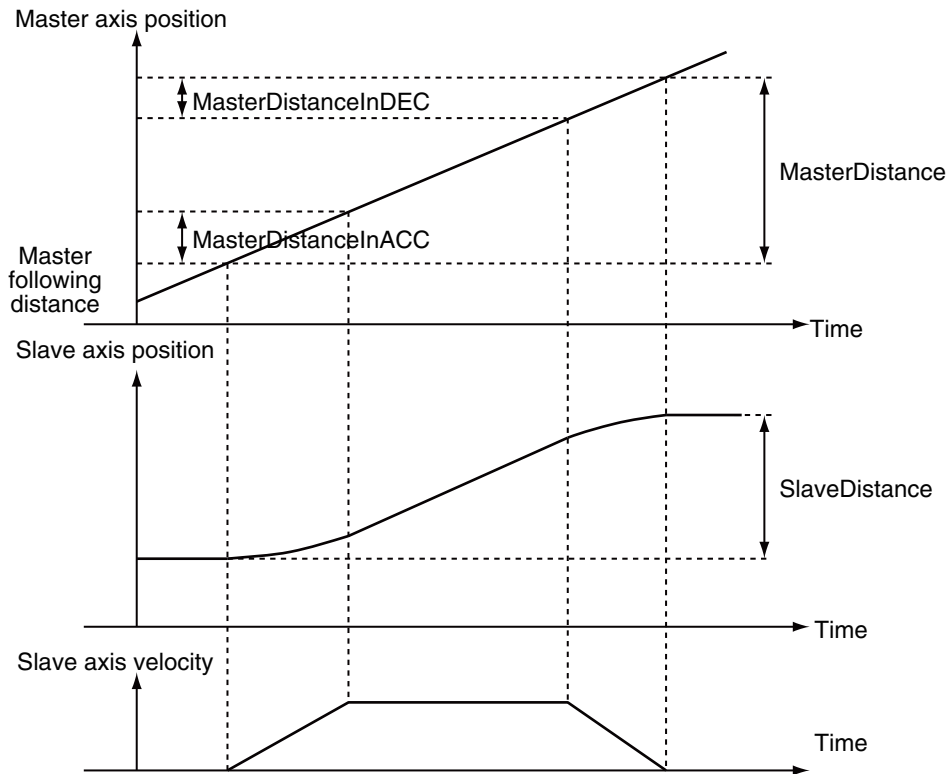 Master axis position
MasterDistanceInDEC
MasterDistance
MasterDistanceInACC
Master
following
distance
Time
Slave axis position
SlaveDistance
Time
Slave axis velocity
Time